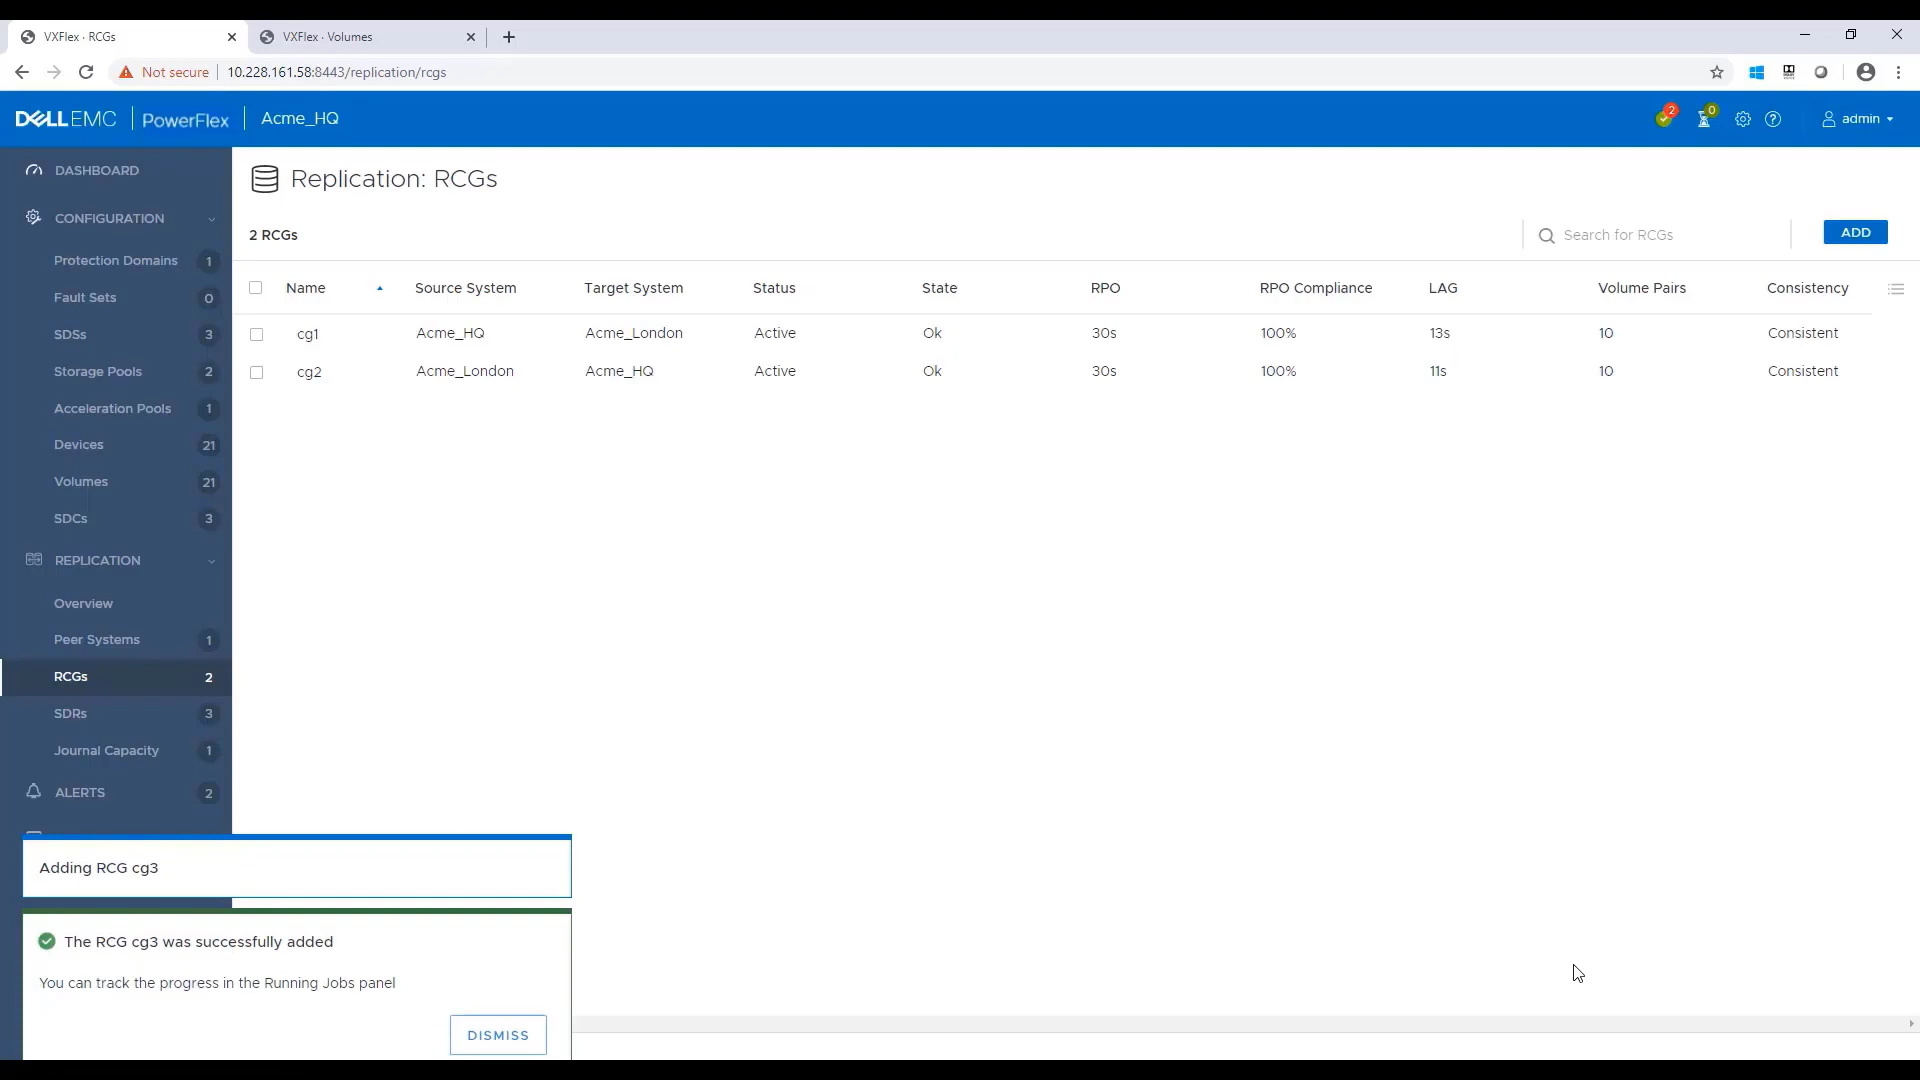 VXFlex · RCGs
VXFlex · Volumes
Not secure
10.228.161.58:8443/replication/rcgs
DELLEMC
PowerFlex
Acme_HQ
2
0
admin
DASHBOARD
CONFIGURATION
Protection Domains 1
Fault Sets 0
SDSs 3
Storage Pools 2
Acceleration Pools 1
Devices 21
Volumes 21
SDCs 3
REPLICATION
Overview
Peer Systems 1
RCGs 2
SDRs 3
Journal Capacity 1
ALERTS 2
Replication: RCGs
2 RCGs
Search for RCGs
ADD
Name Source System Target System Status State RPO RPO Compliance LAG Volume Pairs Consistency
cg1 Acme_HQ Acme_London Active Ok 30s 100% 13s 10 Consistent
cg2 Acme_London Acme_HQ Active Ok 30s 100% 11s 10 Consistent
Adding RCG cg3
The RCG cg3 was successfully added
You can track the progress in the Running Jobs panel
DISMISS